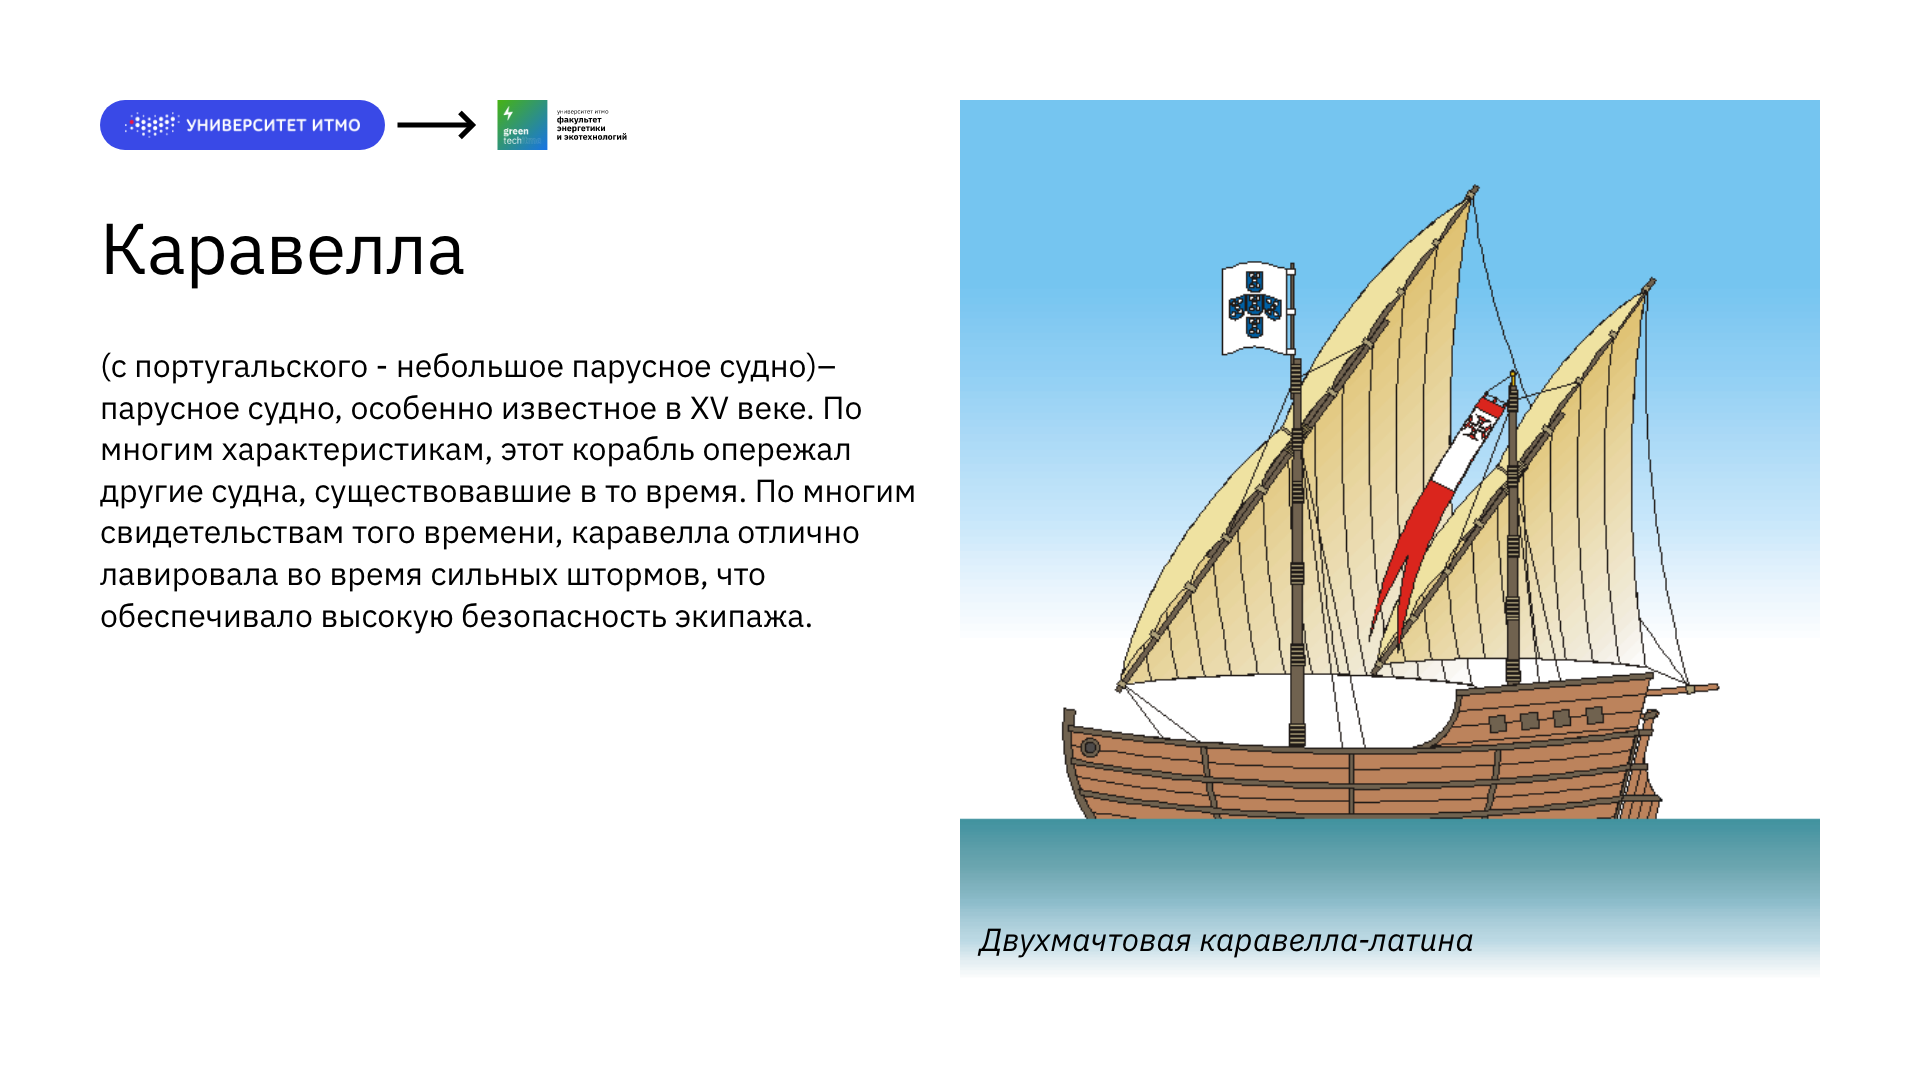 УНИВЕРСИТЕТ ИТМО
green
tech
университет итмо
факультет
энергетики
и экотехнологий
Каравелла
(с португальского - небольшое парусное судно)–
парусное судно, особенно известное в XV веке. По
многим характеристикам, этот корабль опережал
другие судна, существовавшие в то время. По многим
свидетельствам того времени, каравелла отлично
лавировала во время сильных штормов, что
обеспечивало высокую безопасность экипажа.
Двухмачтовая каравелла-латина